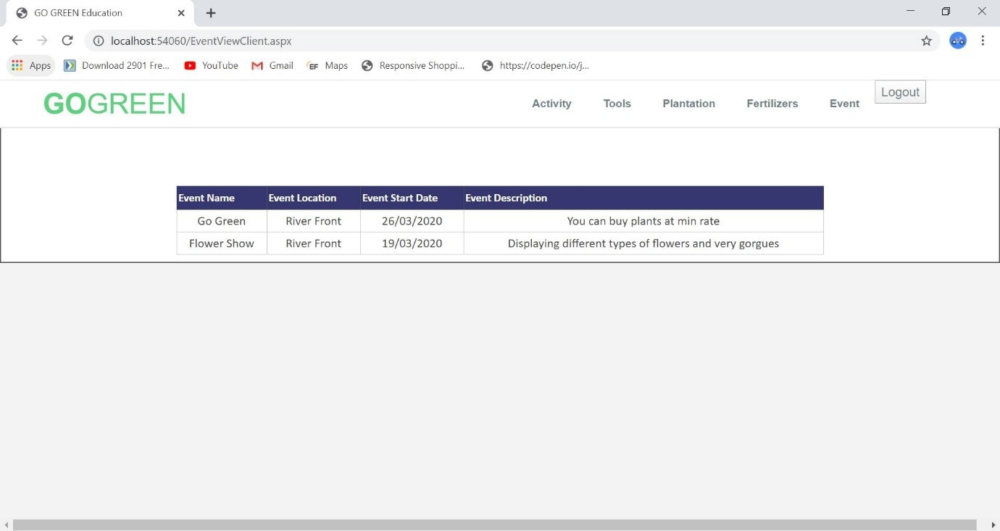 GO GREEN Education
localhost:54060/EventViewClient.aspx
Apps Download 2901 Fre... YouTube Gmail EF Maps Responsive Shoppi... https://codepen.io/j...
GOGREEN Activity Tools Plantation Fertilizers Event Logout
Event Name Event Location Event Start Date Event Description
Go Green River Front 26/03/2020 You can buy plants at min rate
Flower Show River Front 19/03/2020 Displaying different types of flowers and very gorgues